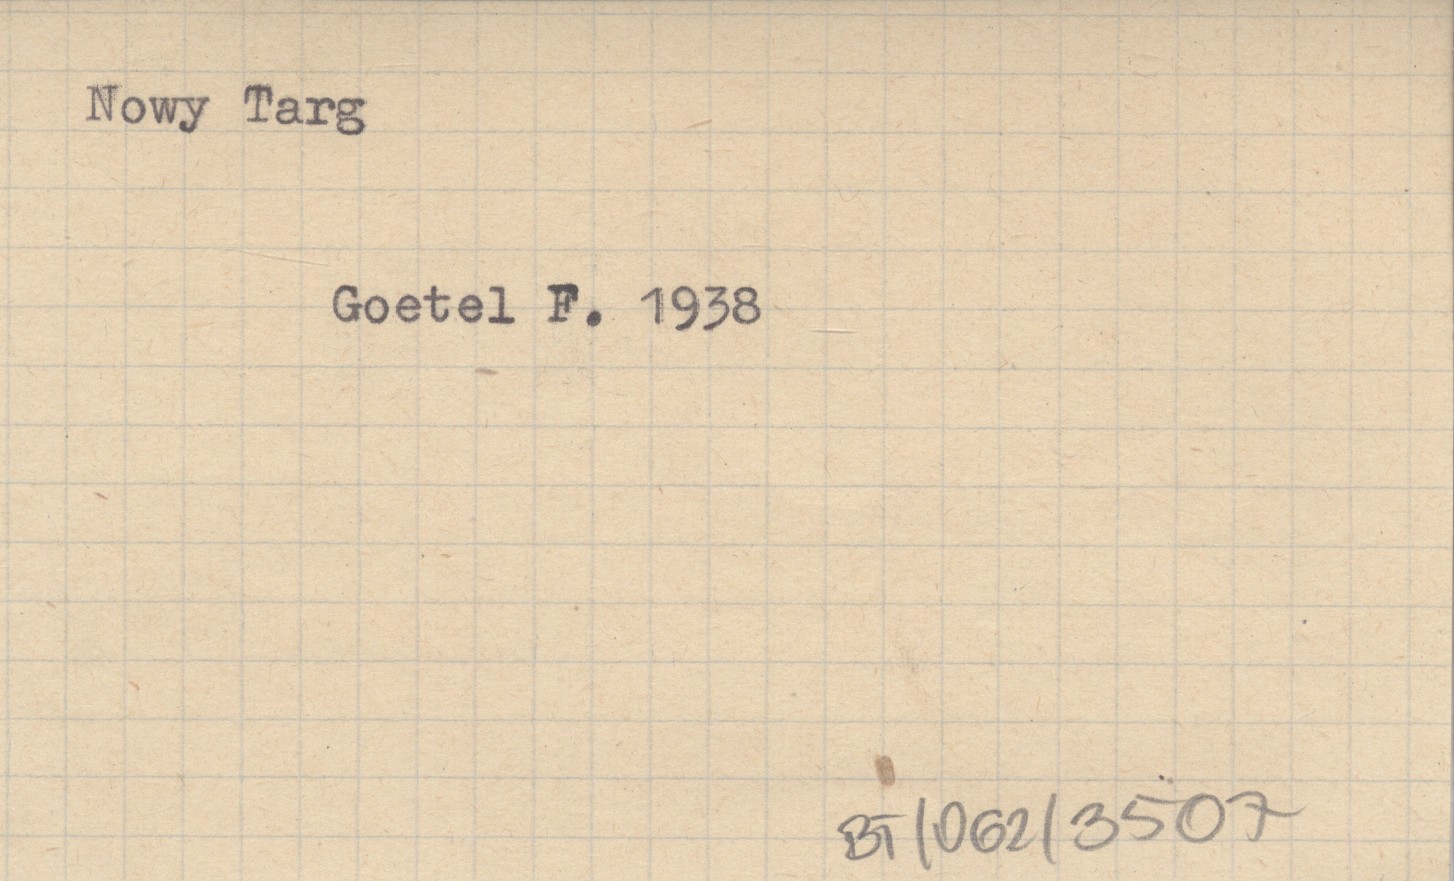 Nowy Targ
Goetel F. 1938
BT/062/3507